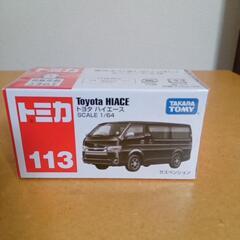 トミカ
113
Toyota HIACE
トヨタ ハイエース
SCALE 1/64
TAKARA
TOMY
サスペンション